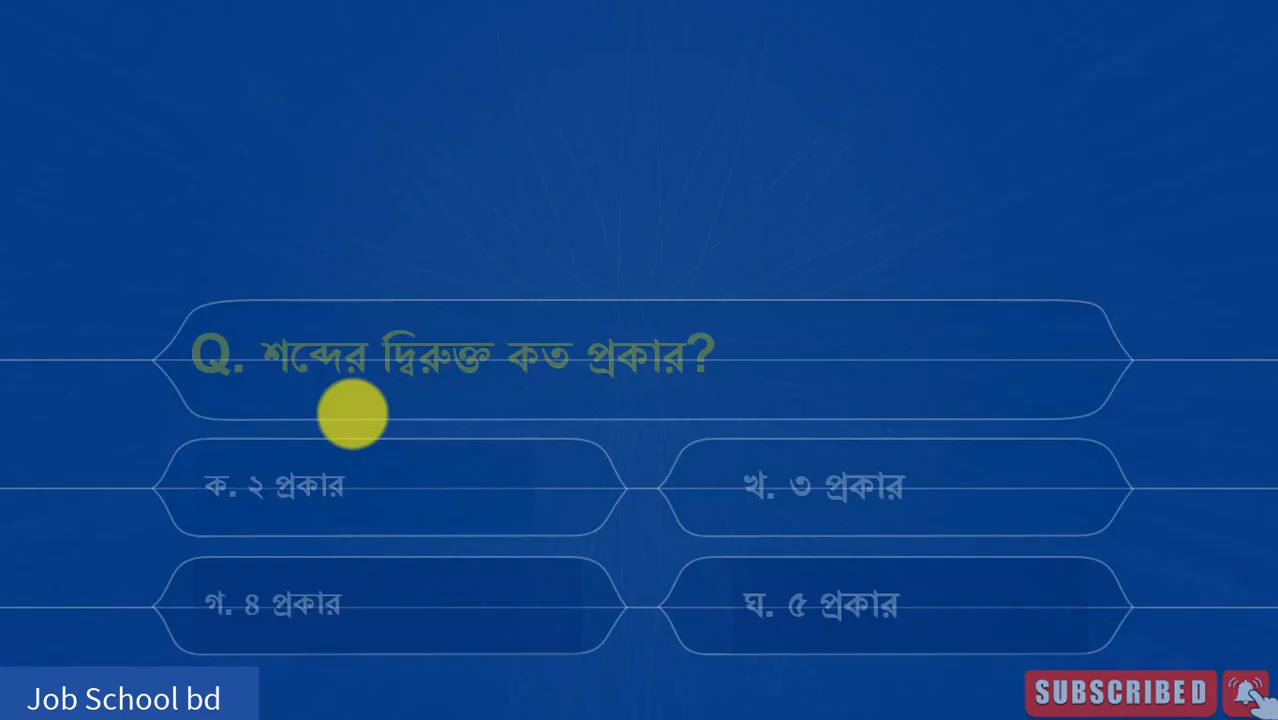 Q. শব্দের দ্বিরুক্ত কত প্রকার?
ক. ২ প্রকার
খ. ৩ প্রকার
গ. ৪ প্রকার
ঘ. ৫ প্রকার
Job School bd
SUBSCRIBED